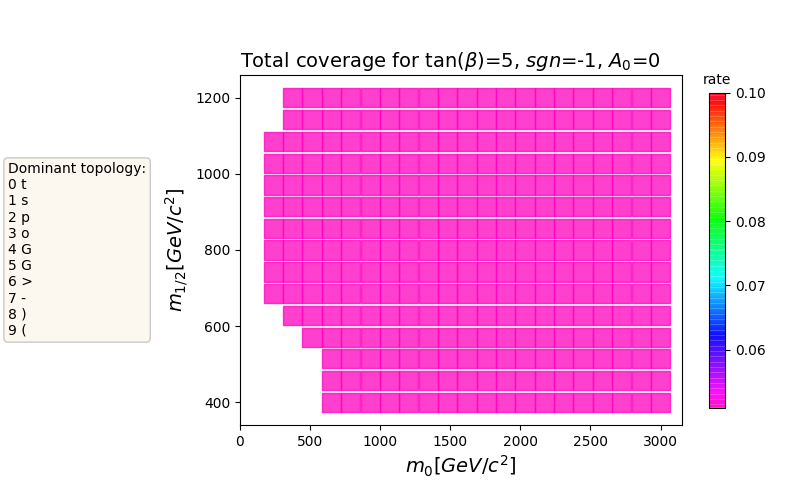 Total coverage for tan(β)=5, sgn=-1, A₀=0
rate
Dominant topology:
0 t
1 s
2 p
3 o
4 G
5 G
6 >
7 -
8 )
9 (
m₁/₂[GeV/c²]
1200
1000
800
600
400
0 500 1000 1500 2000 2500 3000
m₀[GeV/c²]
0.10
0.09
0.08
0.07
0.06